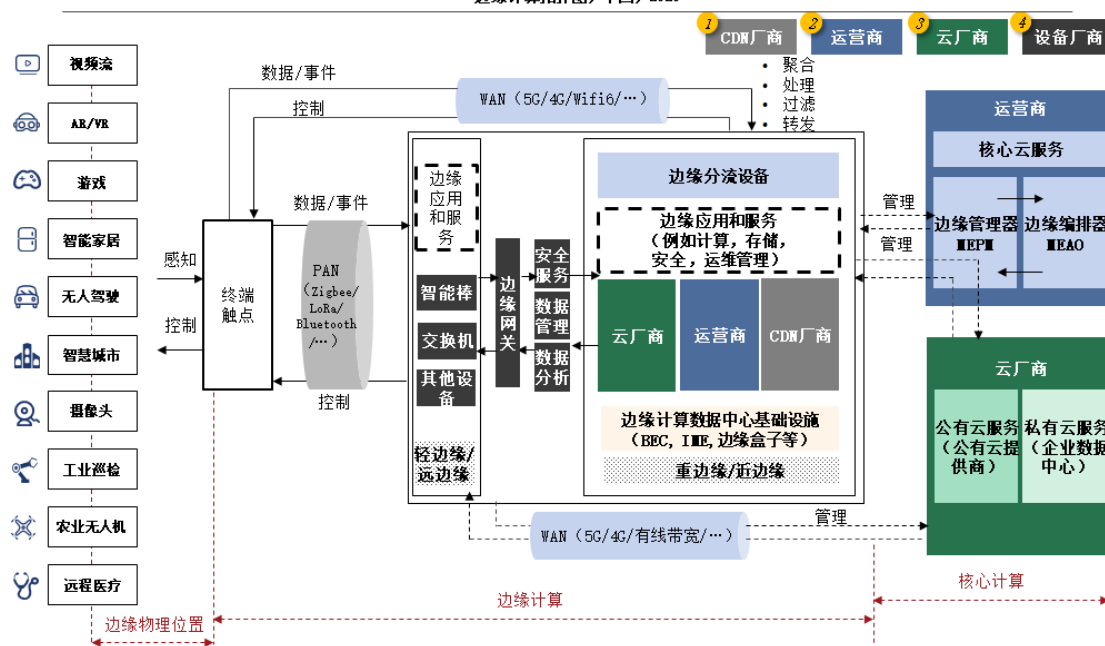 1
CDN厂商
2
运营商
3
云厂商
4
设备厂商
• 聚合
• 处理
• 过滤
• 转发
视频流
AR/VR
游戏
智能家居
无人驾驶
智慧城市
摄像头
工业巡检
农业无人机
远程医疗
感知
控制
终端
触点
数据/事件
控制
WAN（5G/4G/Wifi6/…）
数据/事件
PAN
（Zigbee/
LoRa/
Bluetooth
/…）
控制
边缘
应用
和服
务
智能棒
交换机
其他设
备
轻边缘/
远边缘
边
缘
网
关
安全
服务
数据
管理
数据
分析
边缘分流设备
边缘应用和服务
（例如计算，存储，
安全，运维管理）
云厂商
运营商
CDN厂商
边缘计算数据中心基础设施
（BEC, IME, 边缘盒子等）
重边缘/近边缘
WAN（5G/4G/有线带宽/…）
管理
管理
管理
运营商
核心云服务
边缘管理器
MEPM
边缘编排器
MEAO
云厂商
公有云服务
（公有云提
供商）
私有云服务
（企业数据
中心）
边缘物理位置
边缘计算
核心计算